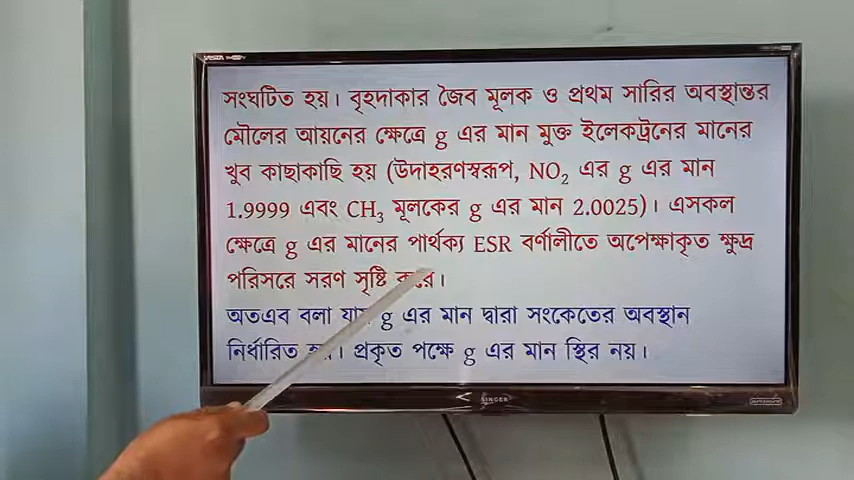 সংঘটিত হয়। বৃহদাকার জৈব মূলক ও প্রথম সারির অবস্থান্তর
মৌলের আয়নের ক্ষেত্রে g এর মান মুক্ত ইলেকট্রনের মানের
খুব কাছাকাছি হয় (উদাহরণস্বরূপ, NO₂ এর g এর মান
1.9999 এবং CH₃ মূলকের g এর মান 2.0025)। এসকল
ক্ষেত্রে g এর মানের পার্থক্য ESR বর্ণালীতে অপেক্ষাকৃত ক্ষুদ্র
পরিসরে সরণ সৃষ্টি করে।
অতএব বলা যায় g এর মান দ্বারা সংকেতের অবস্থান
নির্ধারিত হয়। প্রকৃত পক্ষে g এর মান স্থির নয়।
SINGER